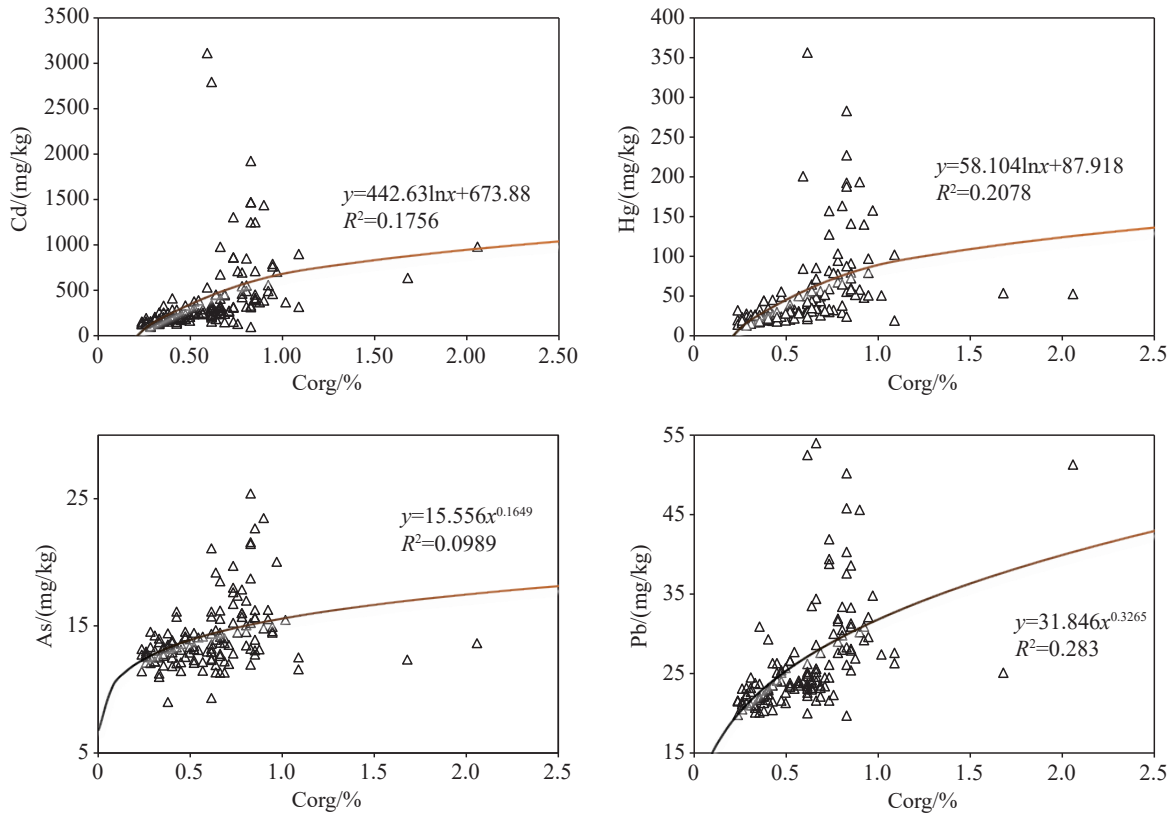 3500
3000
2500
2000
1500
1000
500
0
Cd/(mg/kg)
y=442.63lnx+673.88
R²=0.1756
0 0.50 1.00 1.50 2.00 2.50
Corg/%
400
350
300
250
200
150
100
50
0
Hg/(mg/kg)
y=58.104lnx+87.918
R²=0.2078
0 0.5 1.0 1.5 2.0 2.5
Corg/%
25
15
5
As/(mg/kg)
y=15.556x^0.1649
R²=0.0989
0 0.5 1.0 1.5 2.0 2.5
Corg/%
55
45
35
25
15
Pb/(mg/kg)
y=31.846x^0.3265
R²=0.283
0 0.5 1.0 1.5 2.0 2.5
Corg/%